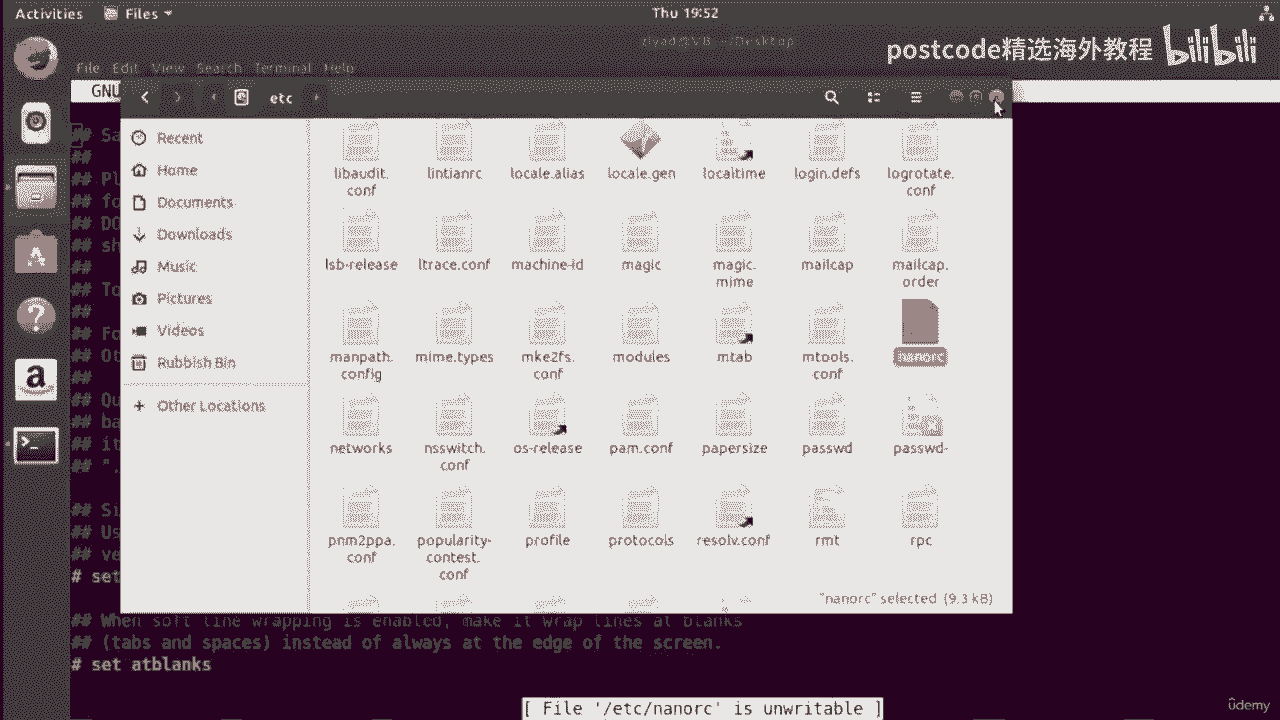 Activities Files Thu 19:52
ziyad@VB: ~/Desktop
postcode精选海外教程 bilibili
File Edit View Search Terminal Help
GNU
etc
## Sa
##
## Pl
## fo
## DO
## sh
##
## To
##
## Fo
## Ot
##
## Qu
## ba
## it
## Si
## Us
## ve
# set
Recent
Home
Documents
Downloads
Music
Pictures
Videos
Rubbish Bin
Other Locations
libaudit.conf lintianrc locale.alias locale.gen localtime login.defs logrotate.conf
lsb-release ltrace.conf machine-id magic magic.mime mailcap mailcap.order
manpath.config mime.types mke2fs.conf modules mtab mtools.conf nanorc
networks nsswitch.conf os-release pam.conf papersize passwd passwd-
pnm2ppa.conf popularity-contest.conf profile protocols resolv.conf rmt rpc
"nanorc" selected (9.3 kB)
## When soft line wrapping is enabled, make it wrap lines at blanks
## (tabs and spaces) instead of always at the edge of the screen.
# set atblanks
[ File '/etc/nanorc' is unwritable ]
ûdemy